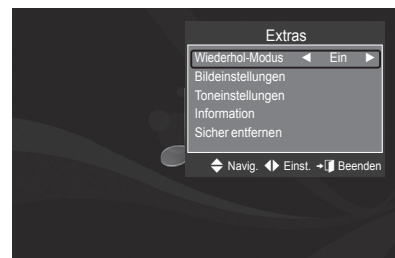 Extras
Wiederhol-Modus ◀ Ein ▶
Bildeinstellungen
Toneinstellungen
Information
Sicher entfernen
Navig. Einst. Beenden